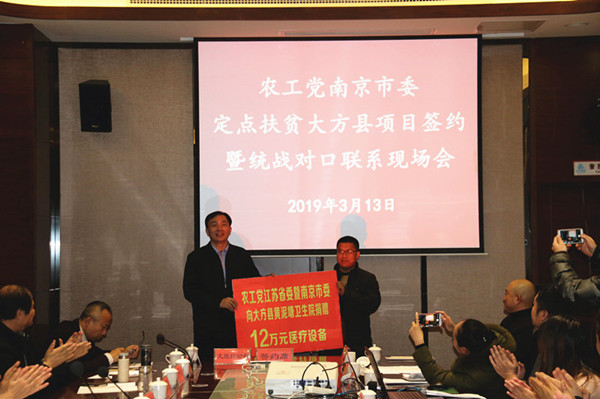 农工党南京市委
定点扶贫大方县项目签约
暨统战对口联系现场会
2019年3月13日
农工党江苏省委暨南京市委
向大方县黄泥塘卫生院捐赠
12万元医疗设备
签约席